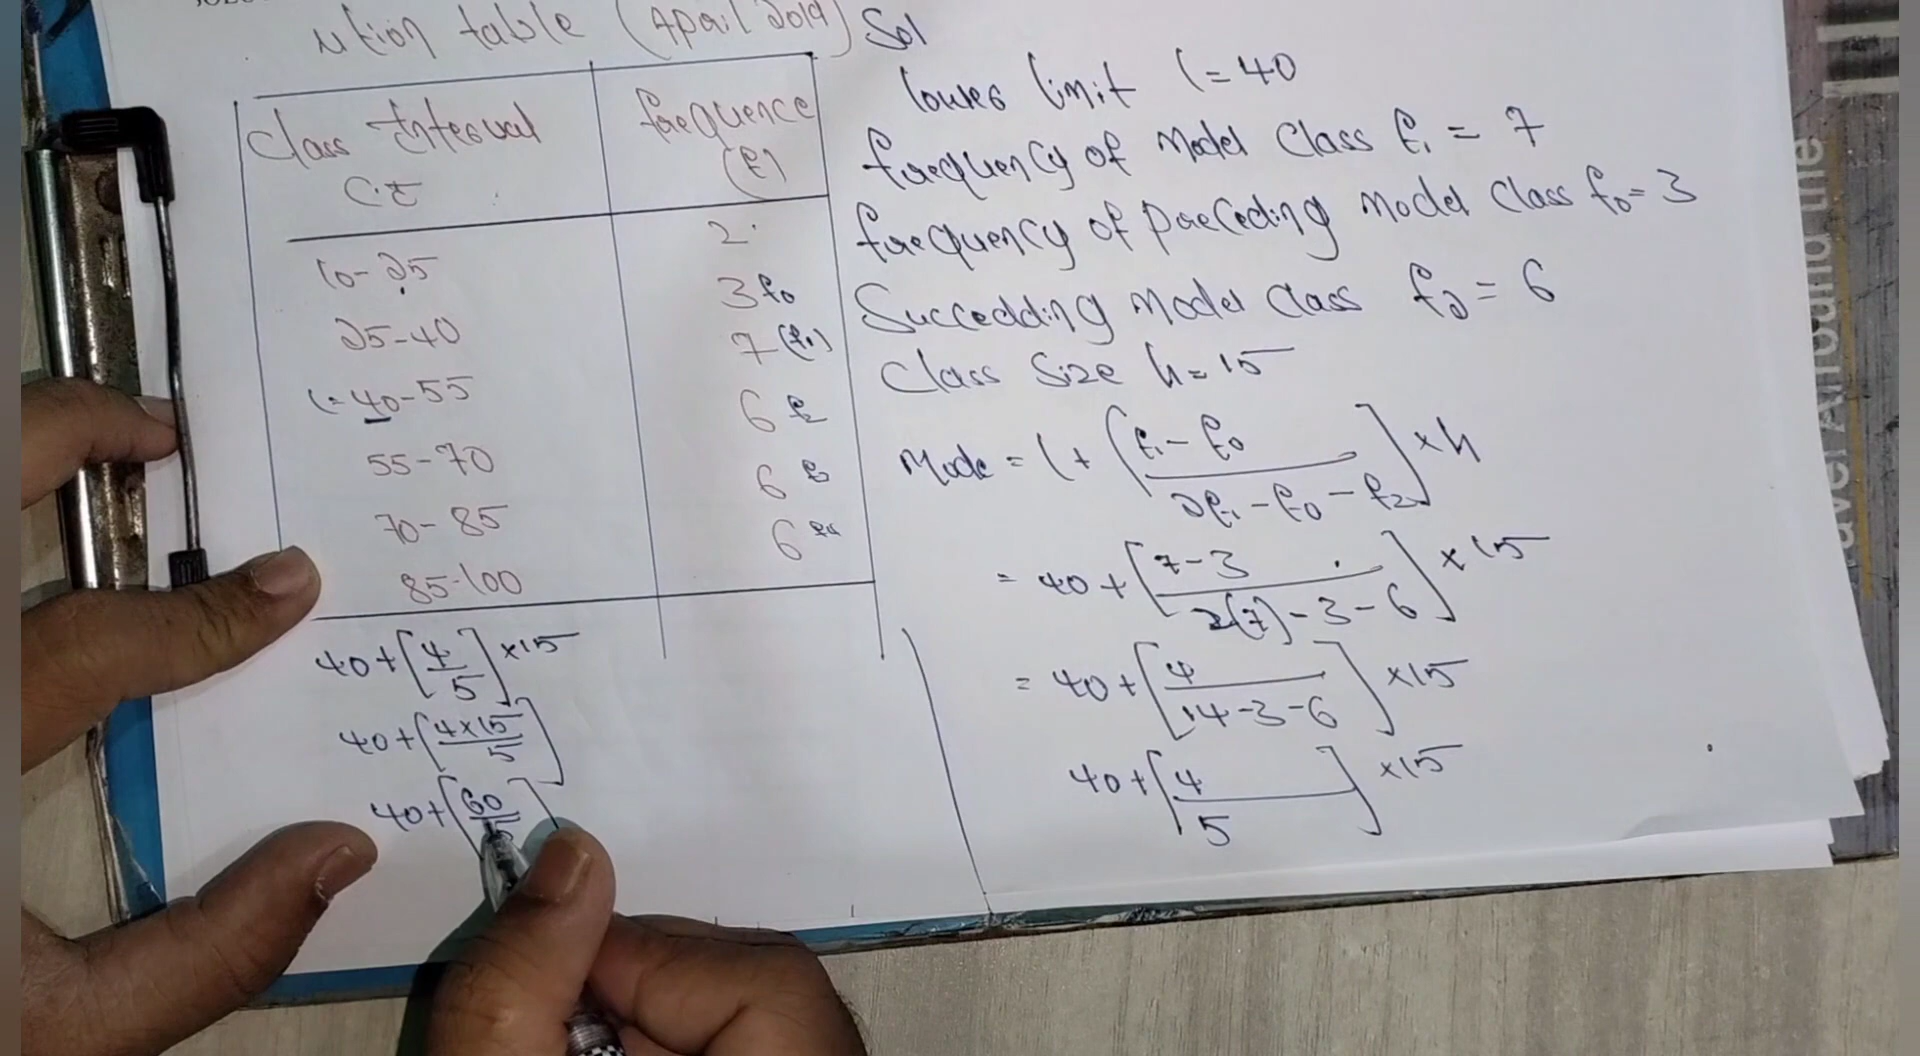 ution table (April 2019)
Class Interval
C.I
frequence
(f)
10-25
2
25-40
3 f0
l= 40-55
7 (f1)
55-70
6 f2
70-85
6
85-100
6
40+[4/5]×15
40+[4×15/5]
40+[60/5]
Sol
lower limit l=40
frequency of model class f1 = 7
frequency of preceding model class f0=3
Succedding model class f2= 6
Class size h=15
Mode = l+[f1-f0/2f1-f0-f2]×h
= 40+[7-3/2(7)-3-6]×15
= 40+[4/14-3-6]×15
40+[4/5]×15